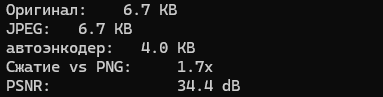 Оригинал:    6.7 KB
JPEG:   6.7 KB
автоэнкодер:   4.0 KB
Сжатие vs PNG:     1.7x
PSNR:              34.4 dB